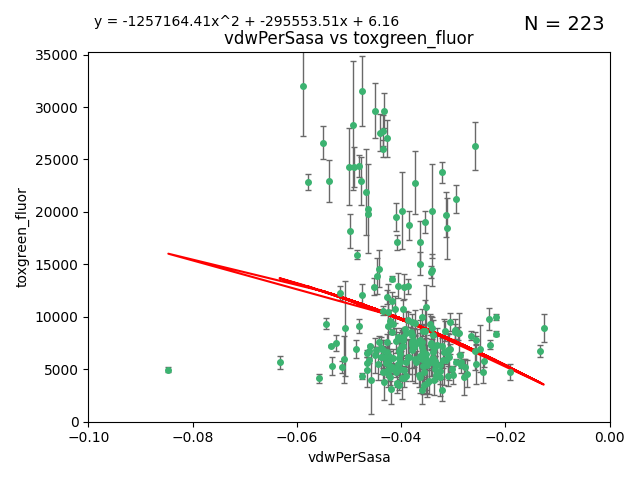 y = -1257164.41x^2 + -295553.51x + 6.16
N = 223
vdwPerSasa vs toxgreen_fluor
35000
30000
25000
20000
15000
10000
5000
0
toxgreen_fluor
−0.10 −0.08 −0.06 −0.04 −0.02 0.00
vdwPerSasa